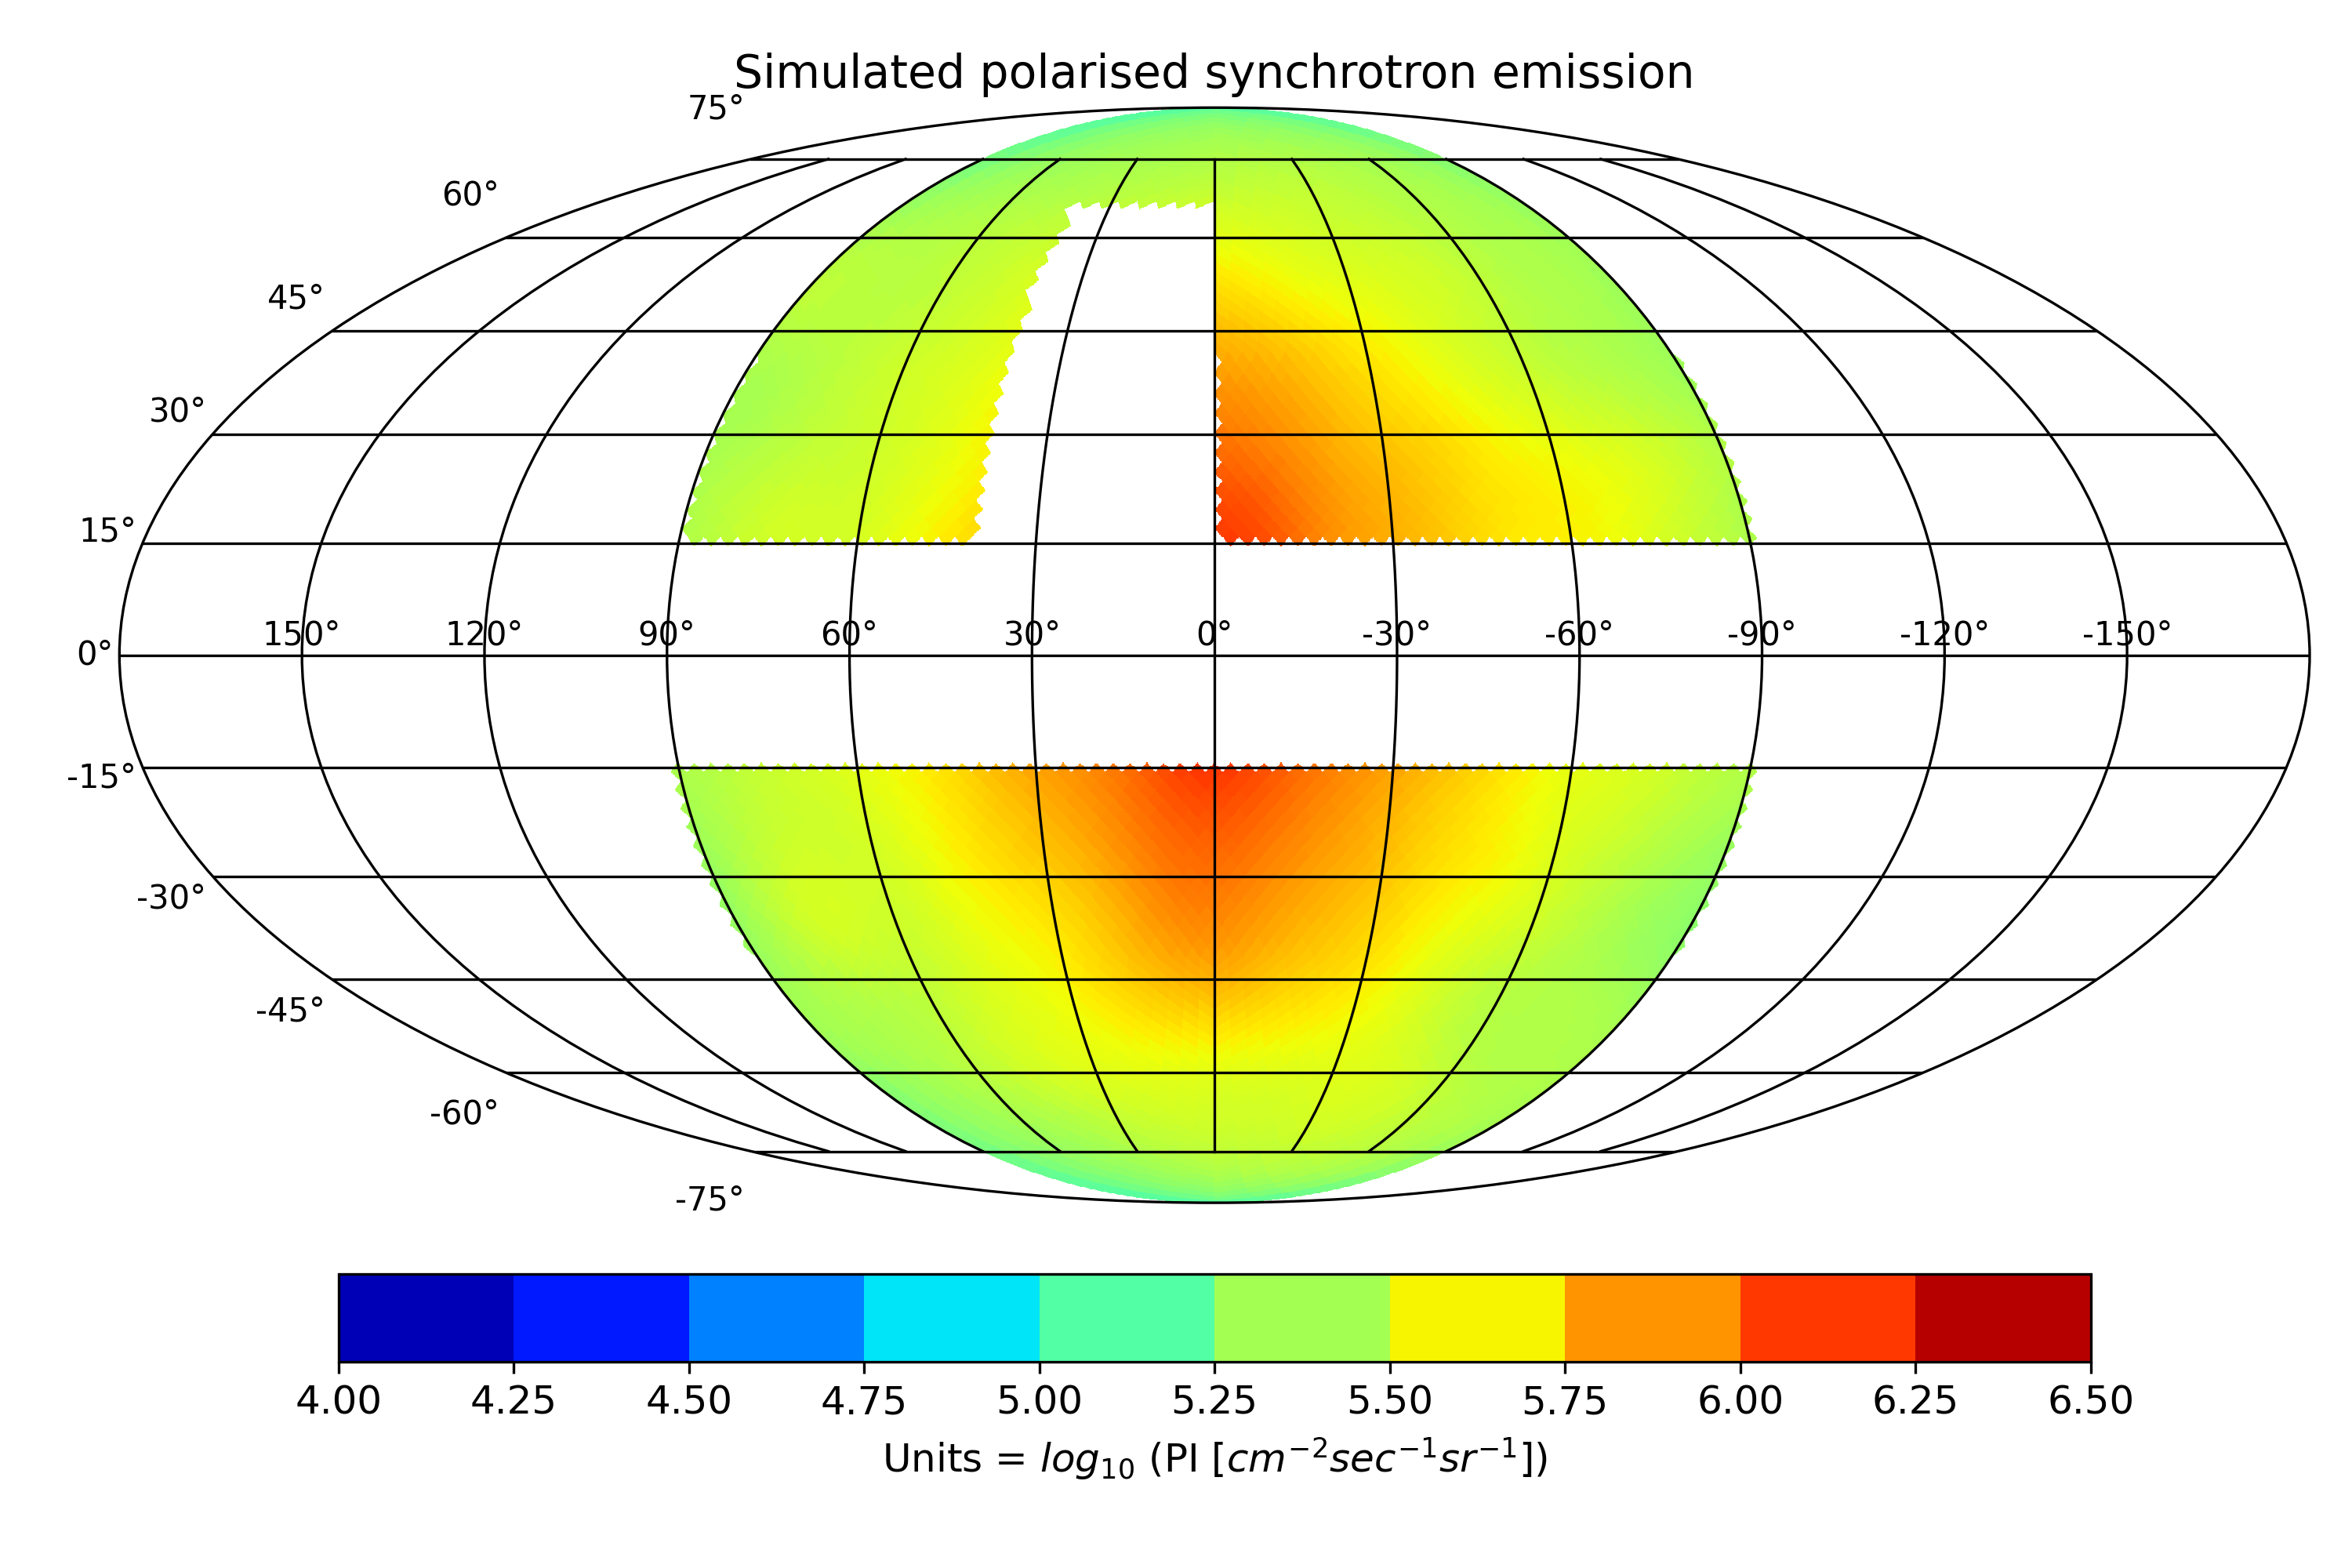 Simulated polarised synchrotron emission
75°
60°
45°
30°
15°
150° 120° 90° 60° 30° 0° -30° -60° -90° -120° -150°
0°
-15°
-30°
-45°
-60°
-75°
4.00 4.25 4.50 4.75 5.00 5.25 5.50 5.75 6.00 6.25 6.50
Units = log₁₀ (PI [cm⁻²sec⁻¹sr⁻¹])